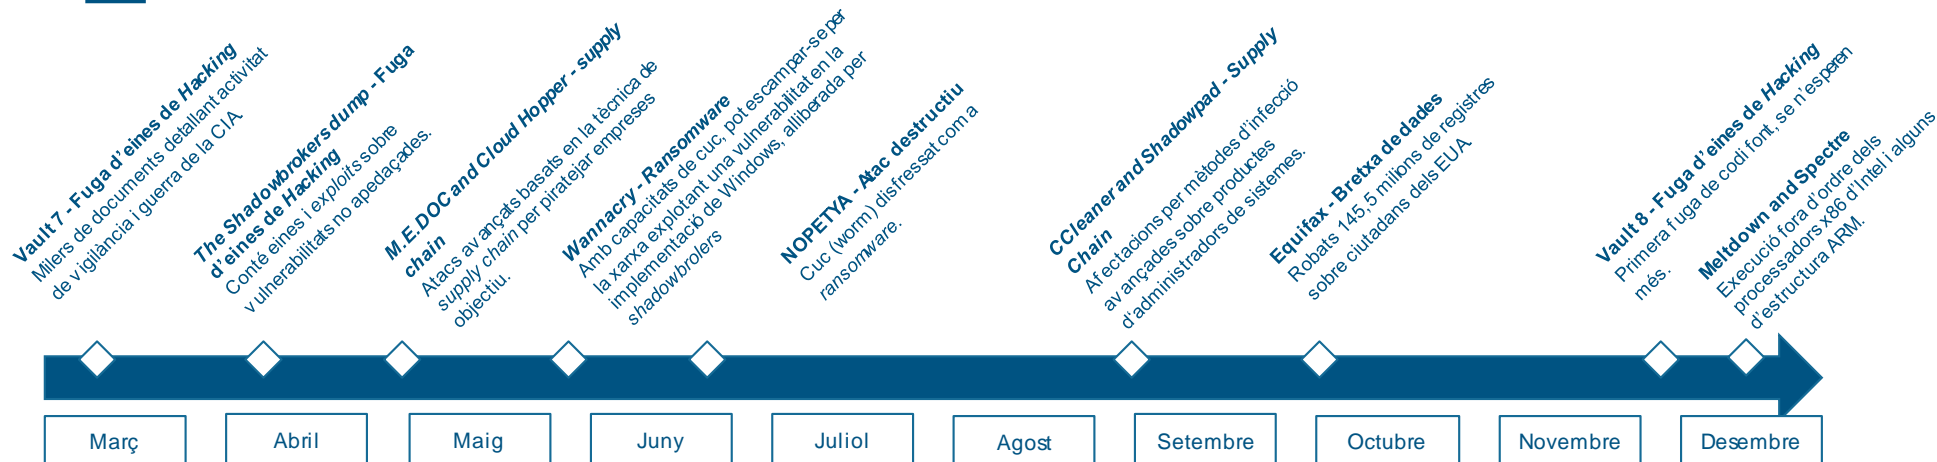 Vault 7 - Fuga d'eines de Hacking
Milers de documents detallant activitat
de vigilància i guerra de la CIA.
The Shadowbrokers dump - Fuga
d'eines de Hacking
Conté eines i exploits sobre
vulnerabilitats no apedaçades.
M.E.DOC and Cloud Hopper - supply
chain
Atacs avançats basats en la tècnica de
supply chain per piratejar empreses
objectiu.
Wannacry - Ransomware
Amb capacitats de cuc, pot escampar-se per
la xarxa explotant una vulnerabilitat en la
implementació de Windows, alliberada per
shadowbrolers
NOPETYA - Atac destructiu
Cuc (worm) disfressat com a
ransomware.
CCleaner and Shadowpad - Supply
Chain
Afectacions per mètodes d'infecció
avançades sobre productes
d'administradors de sistemes.
Equifax - Bretxa de dades
Robats 145,5 milions de registres
sobre ciutadans dels EUA
Vault 8 - Fuga d'eines de Hacking
Primera fuga de codi font, se n'esperen
més.
Meltdown and Spectre
Execució fora d'ordre dels
processadors x86 d'Intel i alguns
d'estructura ARM.
Març
Abril
Maig
Juny
Juliol
Agost
Setembre
Octubre
Novembre
Desembre